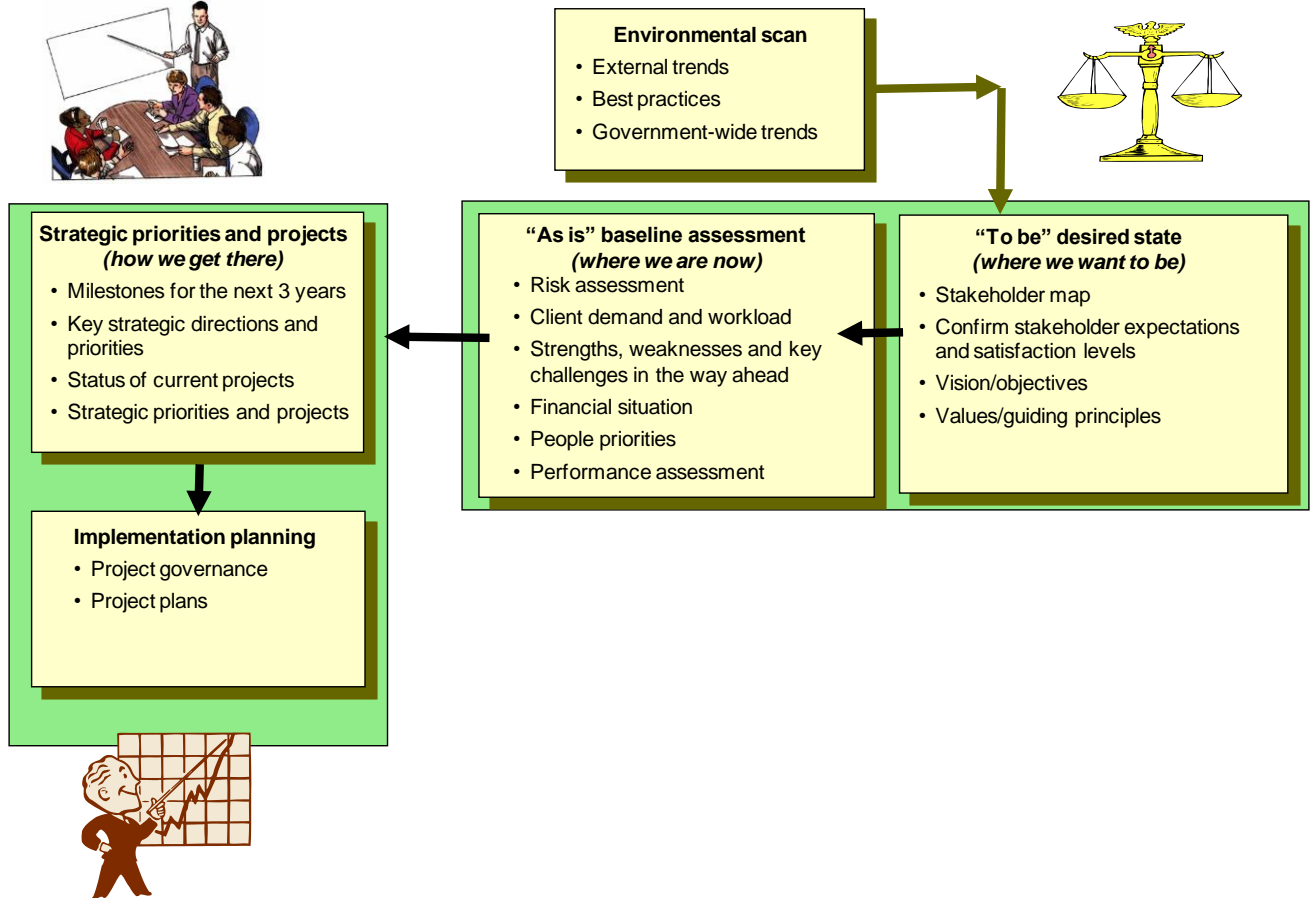 Environmental scan
• External trends
• Best practices
• Government-wide trends
Strategic priorities and projects
(how we get there)
• Milestones for the next 3 years
• Key strategic directions and
priorities
• Status of current projects
• Strategic priorities and projects
“As is” baseline assessment
(where we are now)
• Risk assessment
• Client demand and workload
• Strengths, weaknesses and key
challenges in the way ahead
• Financial situation
• People priorities
• Performance assessment
“To be” desired state
(where we want to be)
• Stakeholder map
• Confirm stakeholder expectations
and satisfaction levels
• Vision/objectives
• Values/guiding principles
Implementation planning
• Project governance
• Project plans